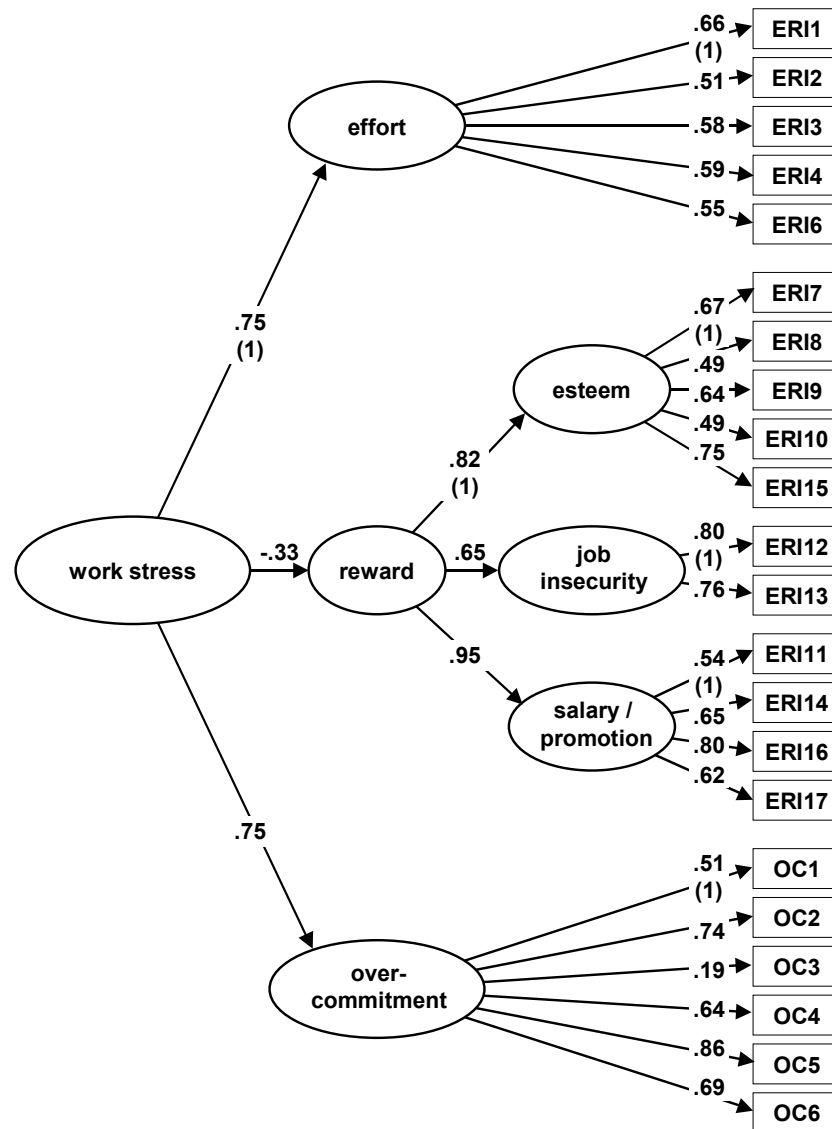 .66
(1)
ERI1
.51
ERI2
effort
.58
ERI3
.59
ERI4
.55
ERI6
.75
(1)
.67
(1)
ERI7
.49
ERI8
esteem
.64
ERI9
.49
ERI10
.75
ERI15
.82
(1)
work stress
-.33
reward
.65
job
insecurity
.80
(1)
ERI12
.76
ERI13
.95
salary /
promotion
.54
(1)
ERI11
.65
ERI14
.80
ERI16
.62
ERI17
.75
over-
commitment
.51
(1)
OC1
.74
OC2
.19
OC3
.64
OC4
.86
OC5
.69
OC6